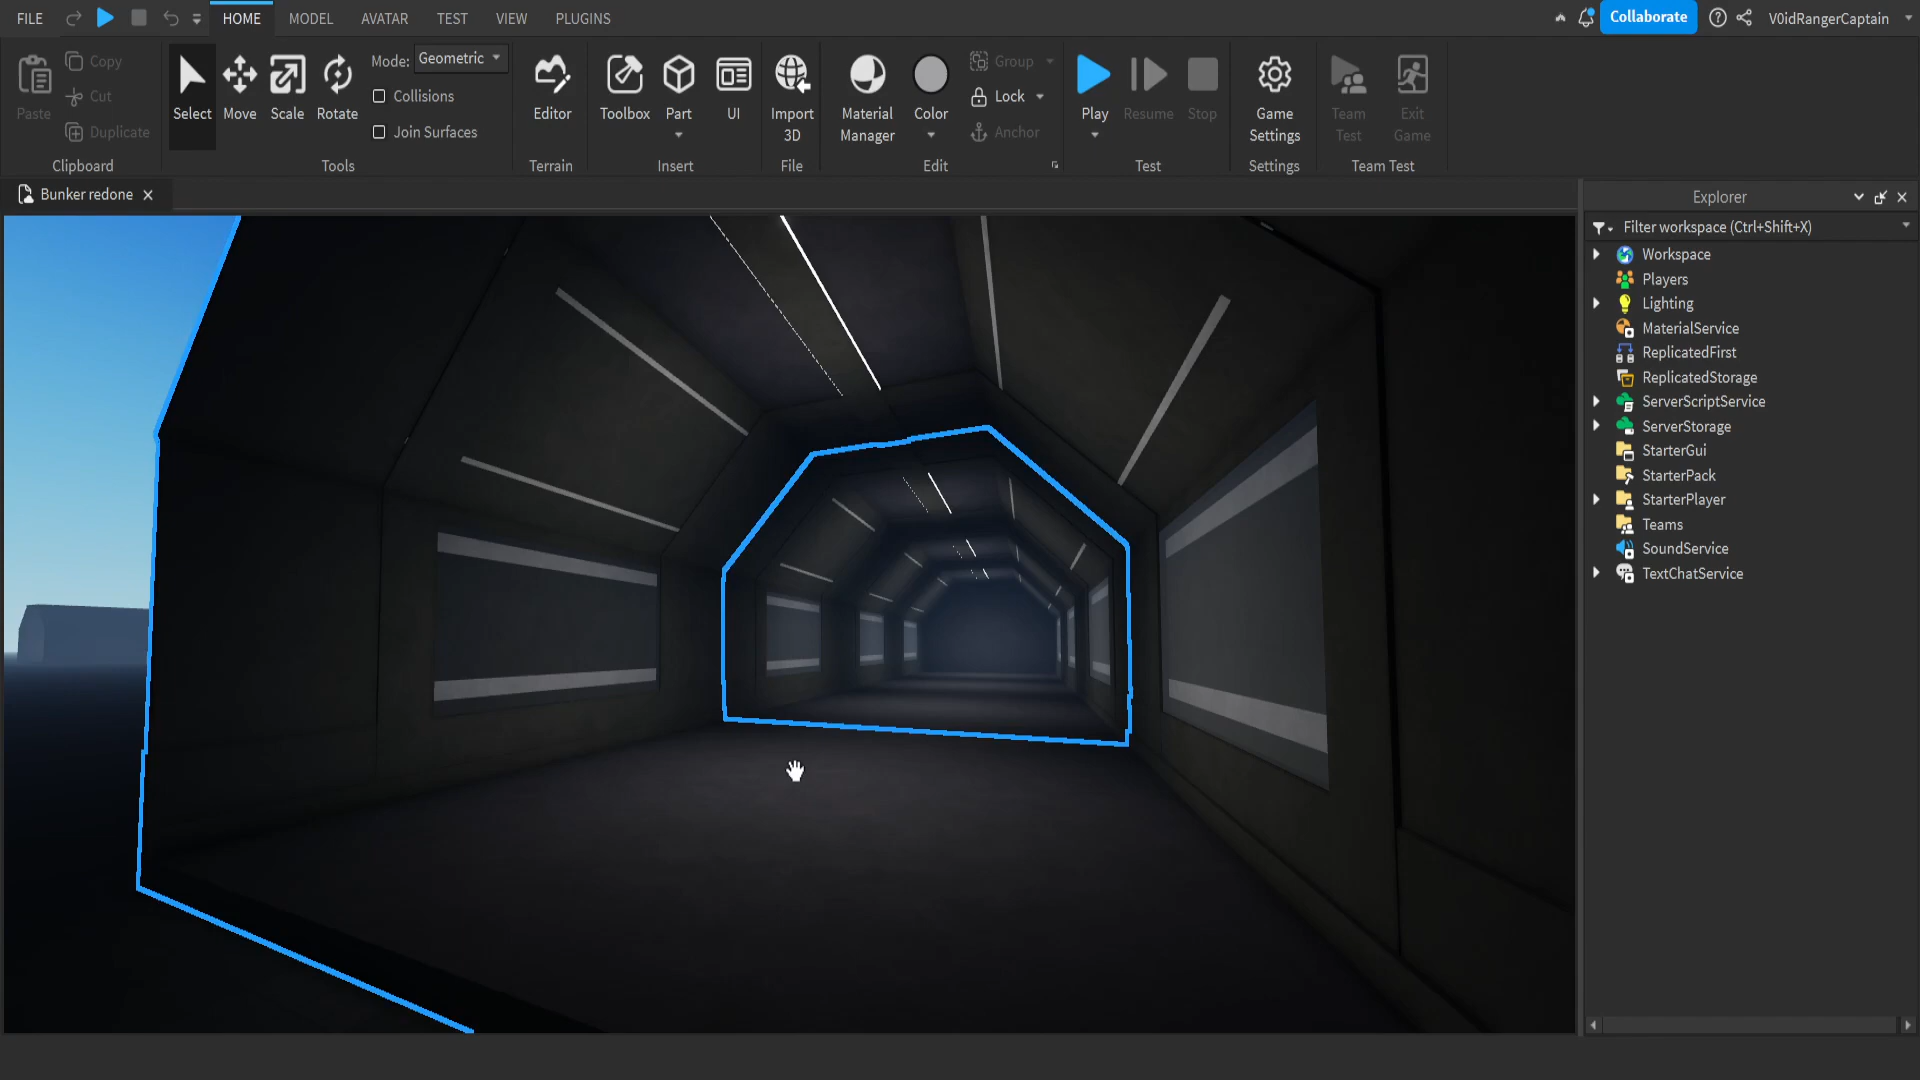 FILE HOME MODEL AVATAR TEST VIEW PLUGINS Collaborate V0idRangerCaptain
Paste
Copy
Cut
Duplicate
Clipboard
Select
Move
Scale
Rotate
Mode: Geometric
Collisions
Join Surfaces
Tools
Editor
Terrain
Toolbox
Part
UI
Insert
Import
3D
File
Material
Manager
Color
Group
Lock
Anchor
Edit
Play
Resume
Stop
Test
Game
Settings
Settings
Team
Test
Exit
Game
Team Test
Bunker redone
Explorer
Filter workspace (Ctrl+Shift+X)
Workspace
Players
Lighting
MaterialService
ReplicatedFirst
ReplicatedStorage
ServerScriptService
ServerStorage
StarterGui
StarterPack
StarterPlayer
Teams
SoundService
TextChatService